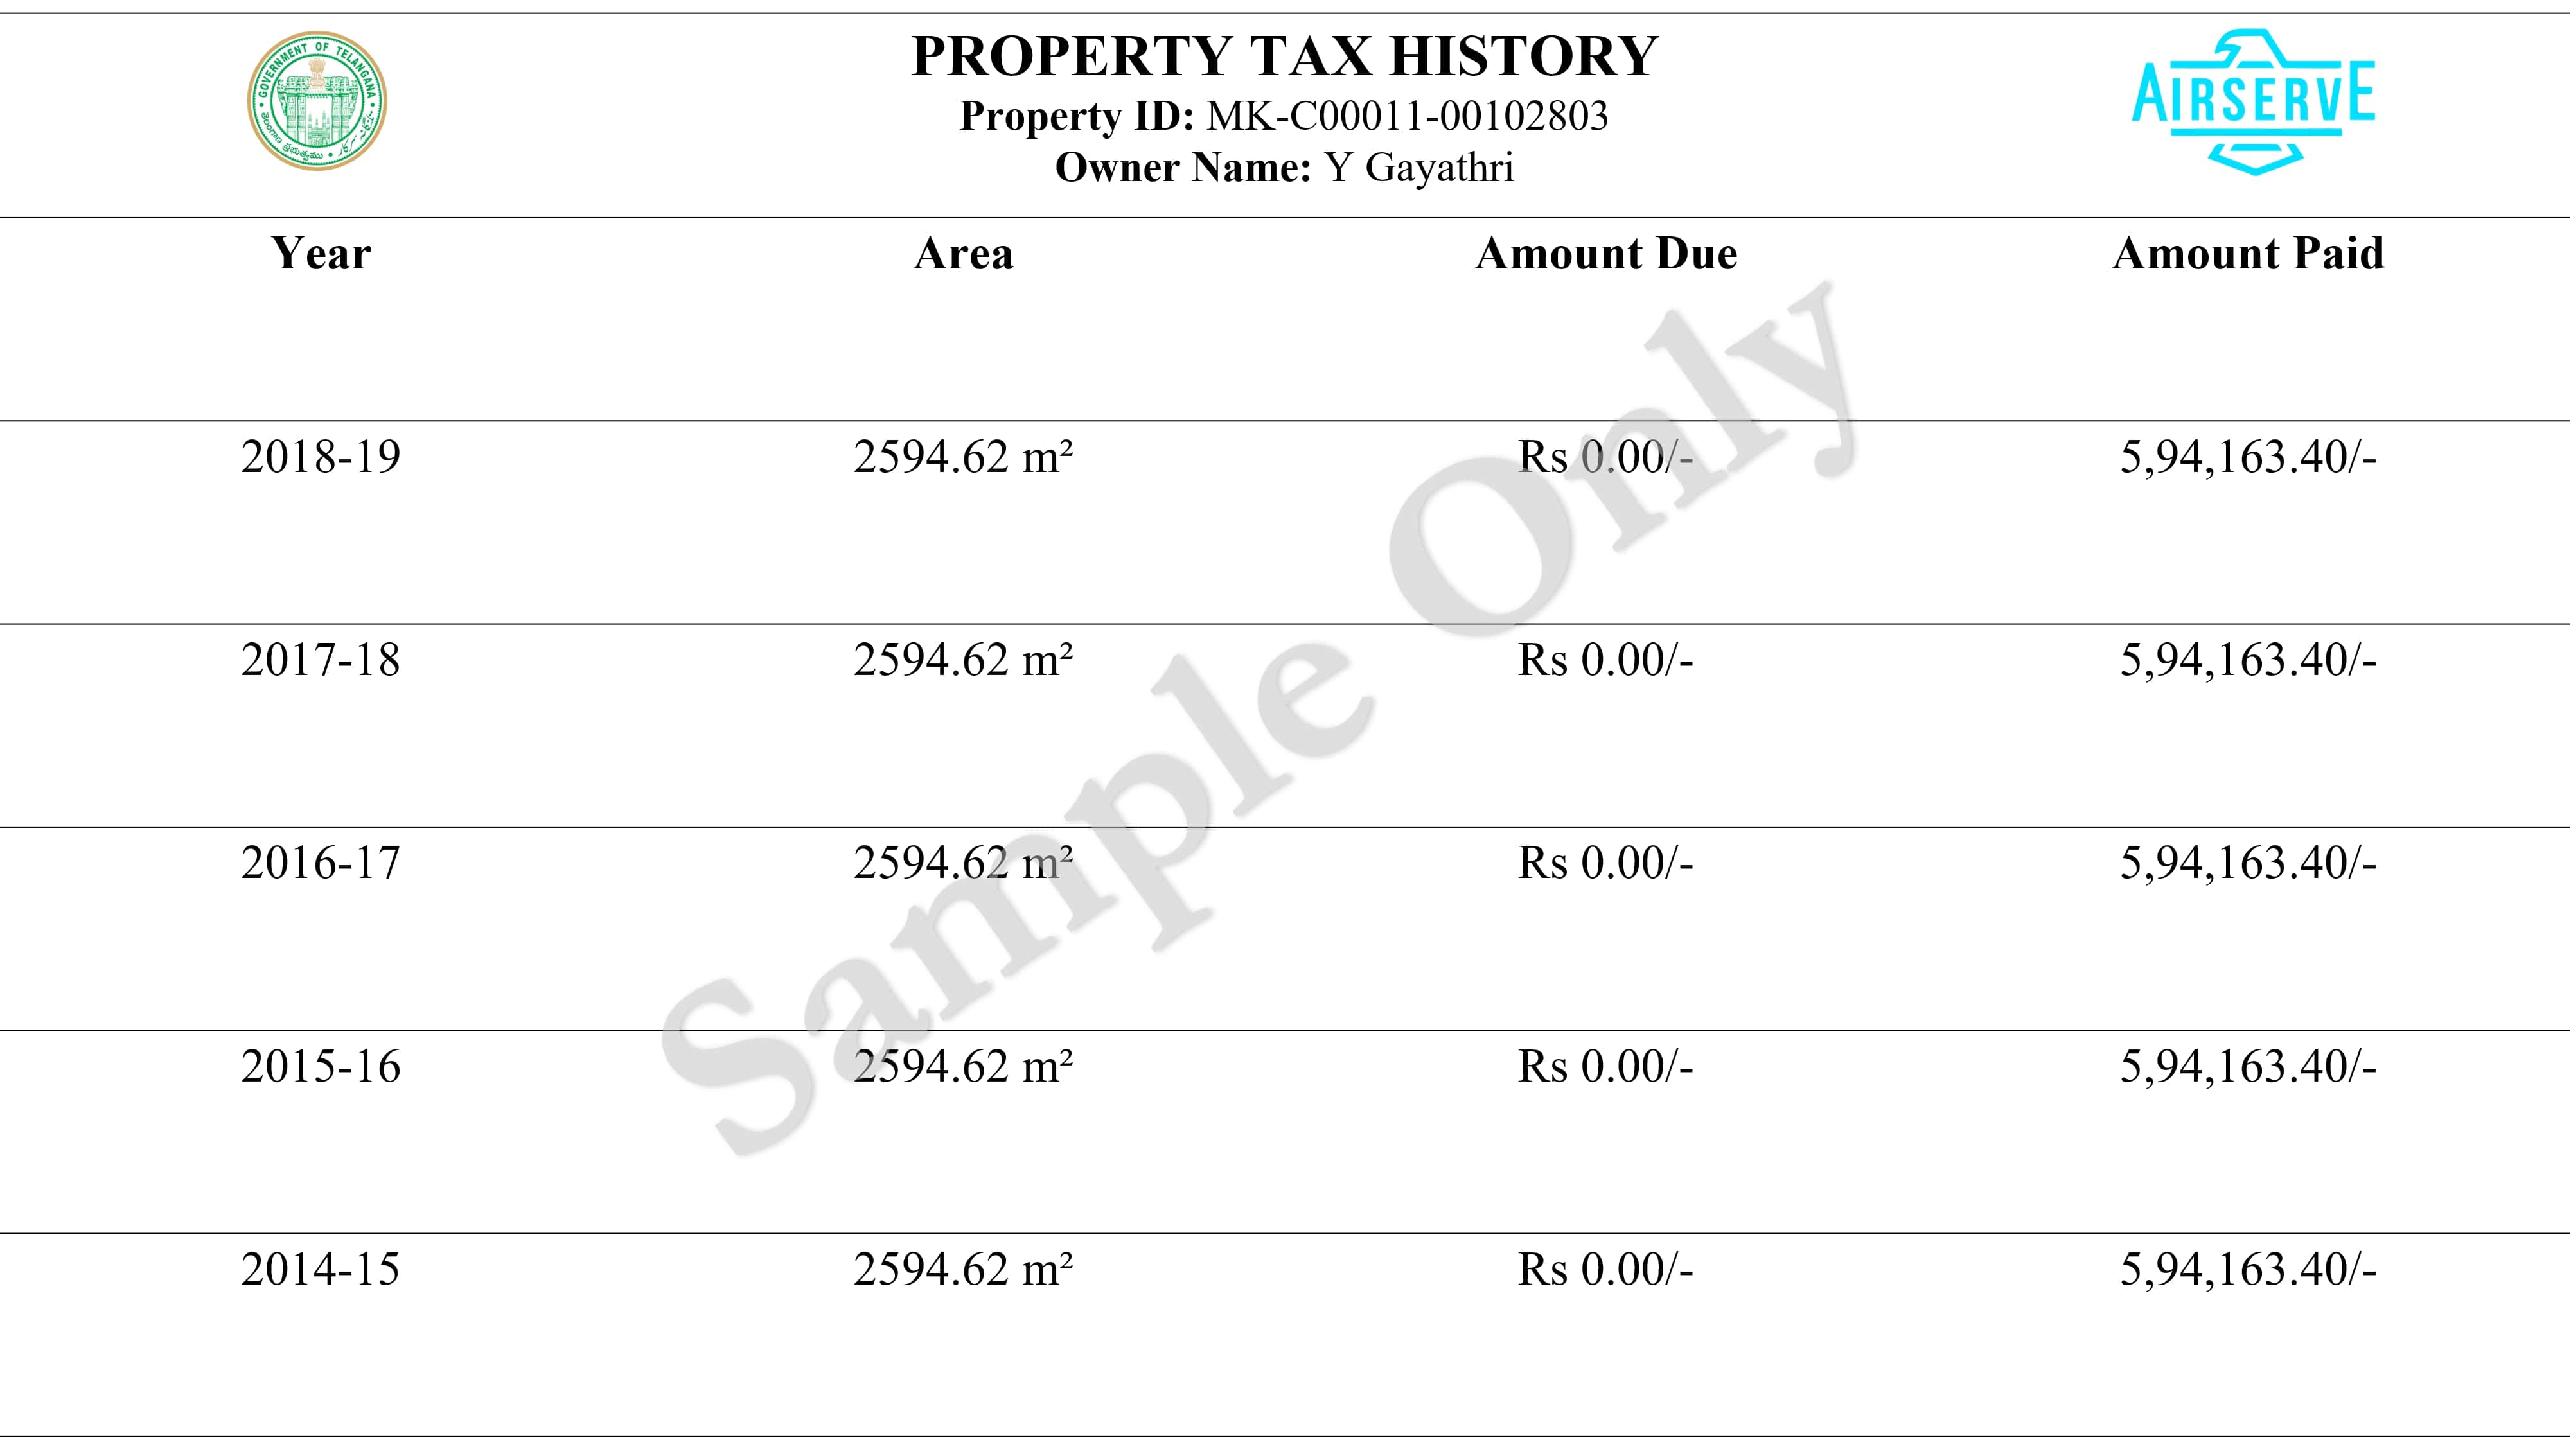 GOVERNMENT OF TELANGANA
తెలంగాణ ప్రభుత్వము
PROPERTY TAX HISTORY
Property ID: MK-C00011-00102803
Owner Name: Y Gayathri
AIRSERVE
Year Area Amount Due Amount Paid
2018-19 2594.62 m² Rs 0.00/- 5,94,163.40/-
2017-18 2594.62 m² Rs 0.00/- 5,94,163.40/-
2016-17 2594.62 m² Rs 0.00/- 5,94,163.40/-
2015-16 2594.62 m² Rs 0.00/- 5,94,163.40/-
2014-15 2594.62 m² Rs 0.00/- 5,94,163.40/-
Sample Only